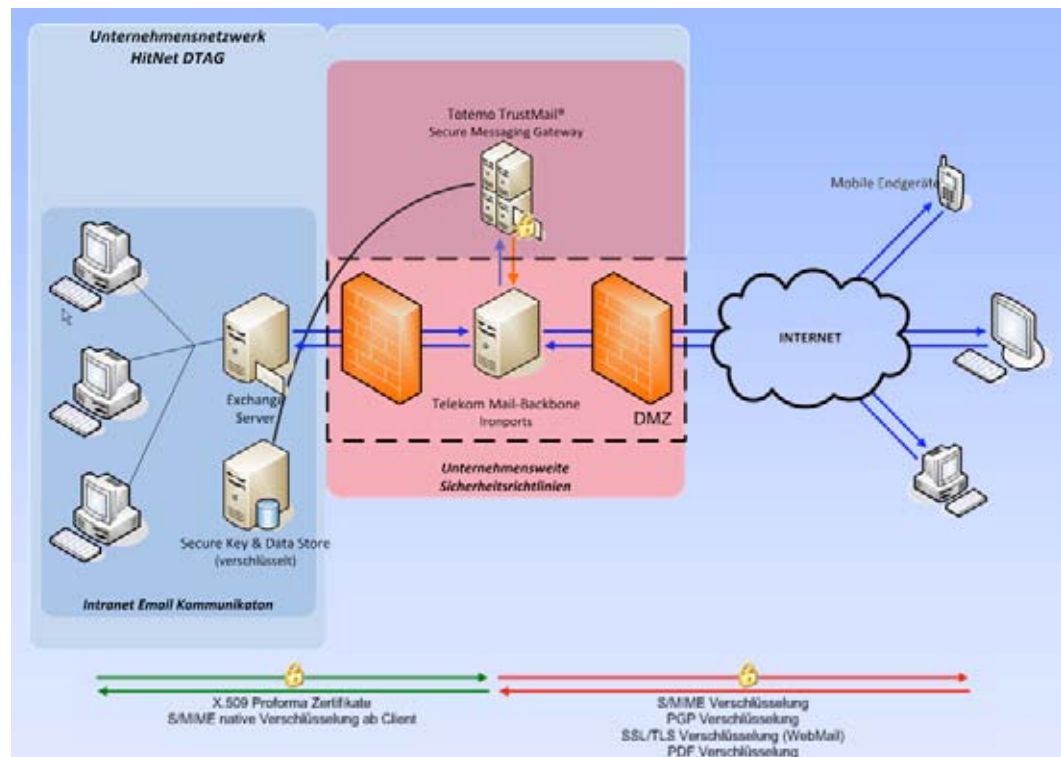 Unternehmensnetzwerk
HitNet DTAG
Totemo TrustMail®
Secure Messaging Gateway
Mobile Endgeräte
INTERNET
Exchange
Server
Telekom Mail-Backbone
Ironports
DMZ
Unternehmensweite
Sicherheitsrichtlinien
Secure Key & Data Store
(verschlüsselt)
Intranet Email Kommunikaton
X.509 Proforma Zertifikate
S/MIME native Verschlüsselung ab Client
S/MIME Verschlüsselung
PGP Verschlüsselung
SSL/TLS Verschlüsselung (WebMail)
PDF Verschlüsselung